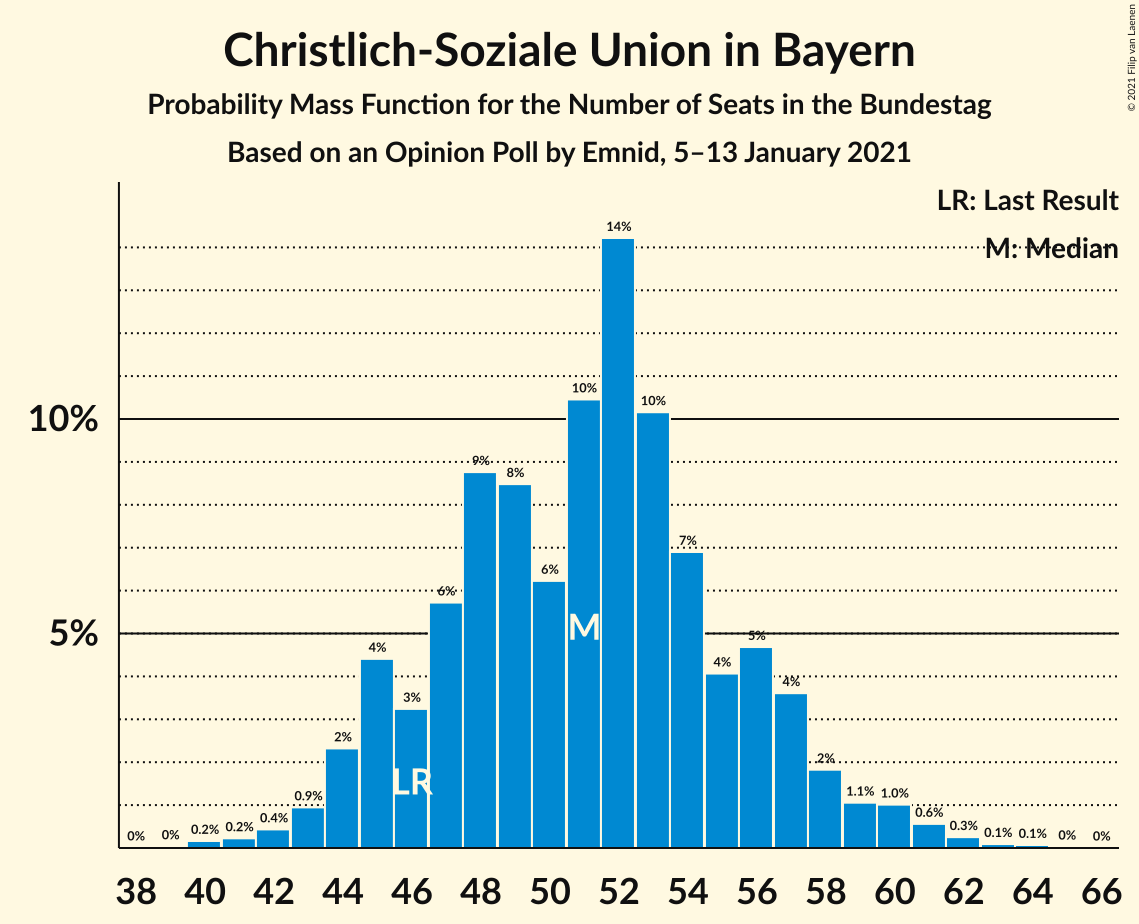 Christlich-Soziale Union in Bayern
Probability Mass Function for the Number of Seats in the Bundestag
Based on an Opinion Poll by Emnid, 5–13 January 2021
© 2021 Filip van Laenen
LR: Last Result
M: Median
10%
5%
0% 0% 0.2% 0.2% 0.4% 0.9% 2% 4% 3% 6% 9% 8% 6% 10% 14% 10% 7% 4% 5% 4% 2% 1.1% 1.0% 0.6% 0.3% 0.1% 0.1% 0% 0%
M
LR
38 40 42 44 46 48 50 52 54 56 58 60 62 64 66